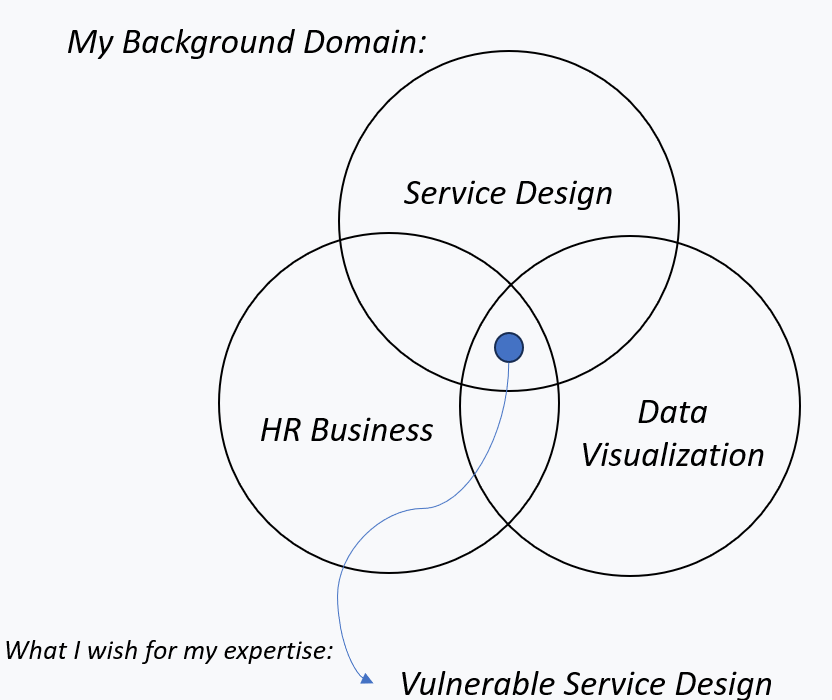 My Background Domain:
Service Design
HR Business
Data
Visualization
What I wish for my expertise:
Vulnerable Service Design